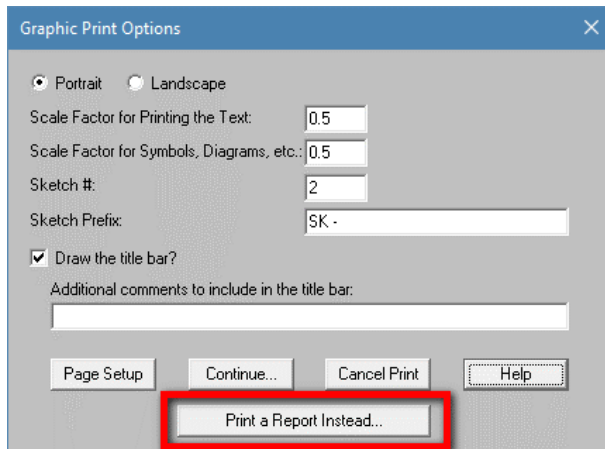 Graphic Print Options
Portrait Landscape
Scale Factor for Printing the Text: 0.5
Scale Factor for Symbols, Diagrams, etc.: 0.5
Sketch #: 2
Sketch Prefix: SK -
Draw the title bar?
Additional comments to include in the title bar:
Page Setup Continue... Cancel Print Help
Print a Report Instead...